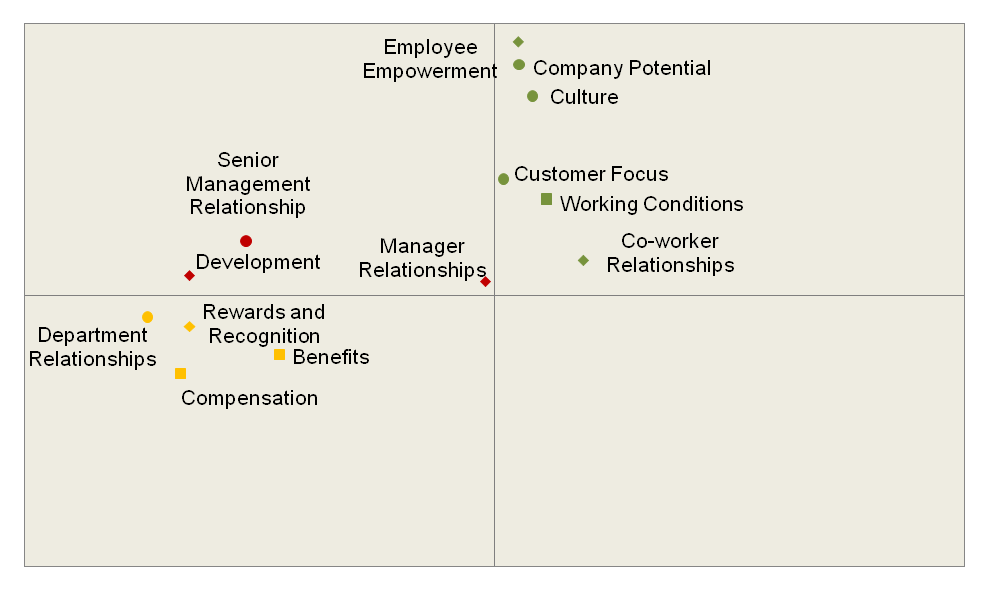 Employee
Empowerment
Company Potential
Culture
Senior
Management
Relationship
Customer Focus
Working Conditions
Development
Manager
Relationships
Co-worker
Relationships
Department
Relationships
Rewards and
Recognition
Benefits
Compensation